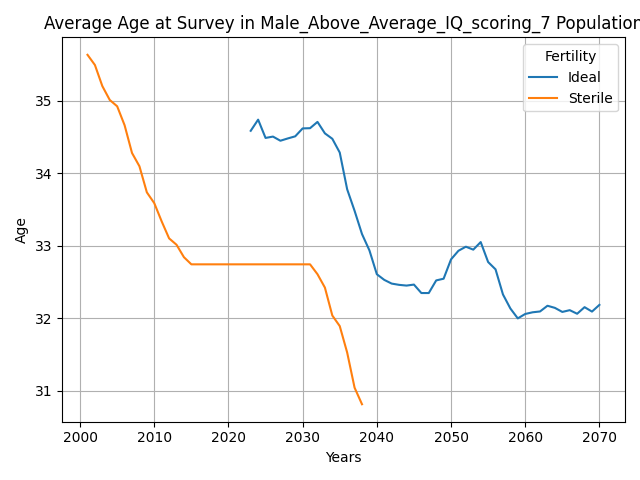 Average Age at Survey in Male_Above_Average_IQ_scoring_7 Population
Fertility
Ideal
Sterile
Age
35
34
33
32
31
2000 2010 2020 2030 2040 2050 2060 2070
Years